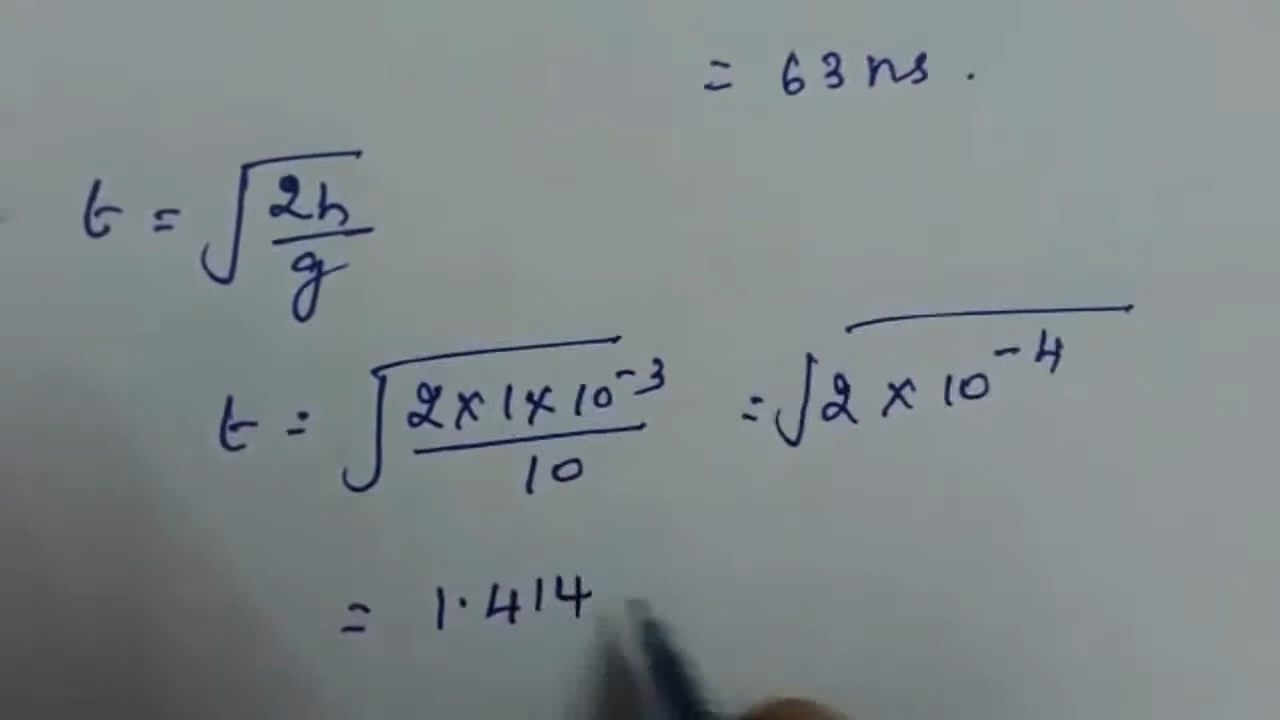 = 63 ns.
t = √(2h/g)
t = √(2×1×10⁻³/10) = √(2×10⁻⁴)
= 1.414